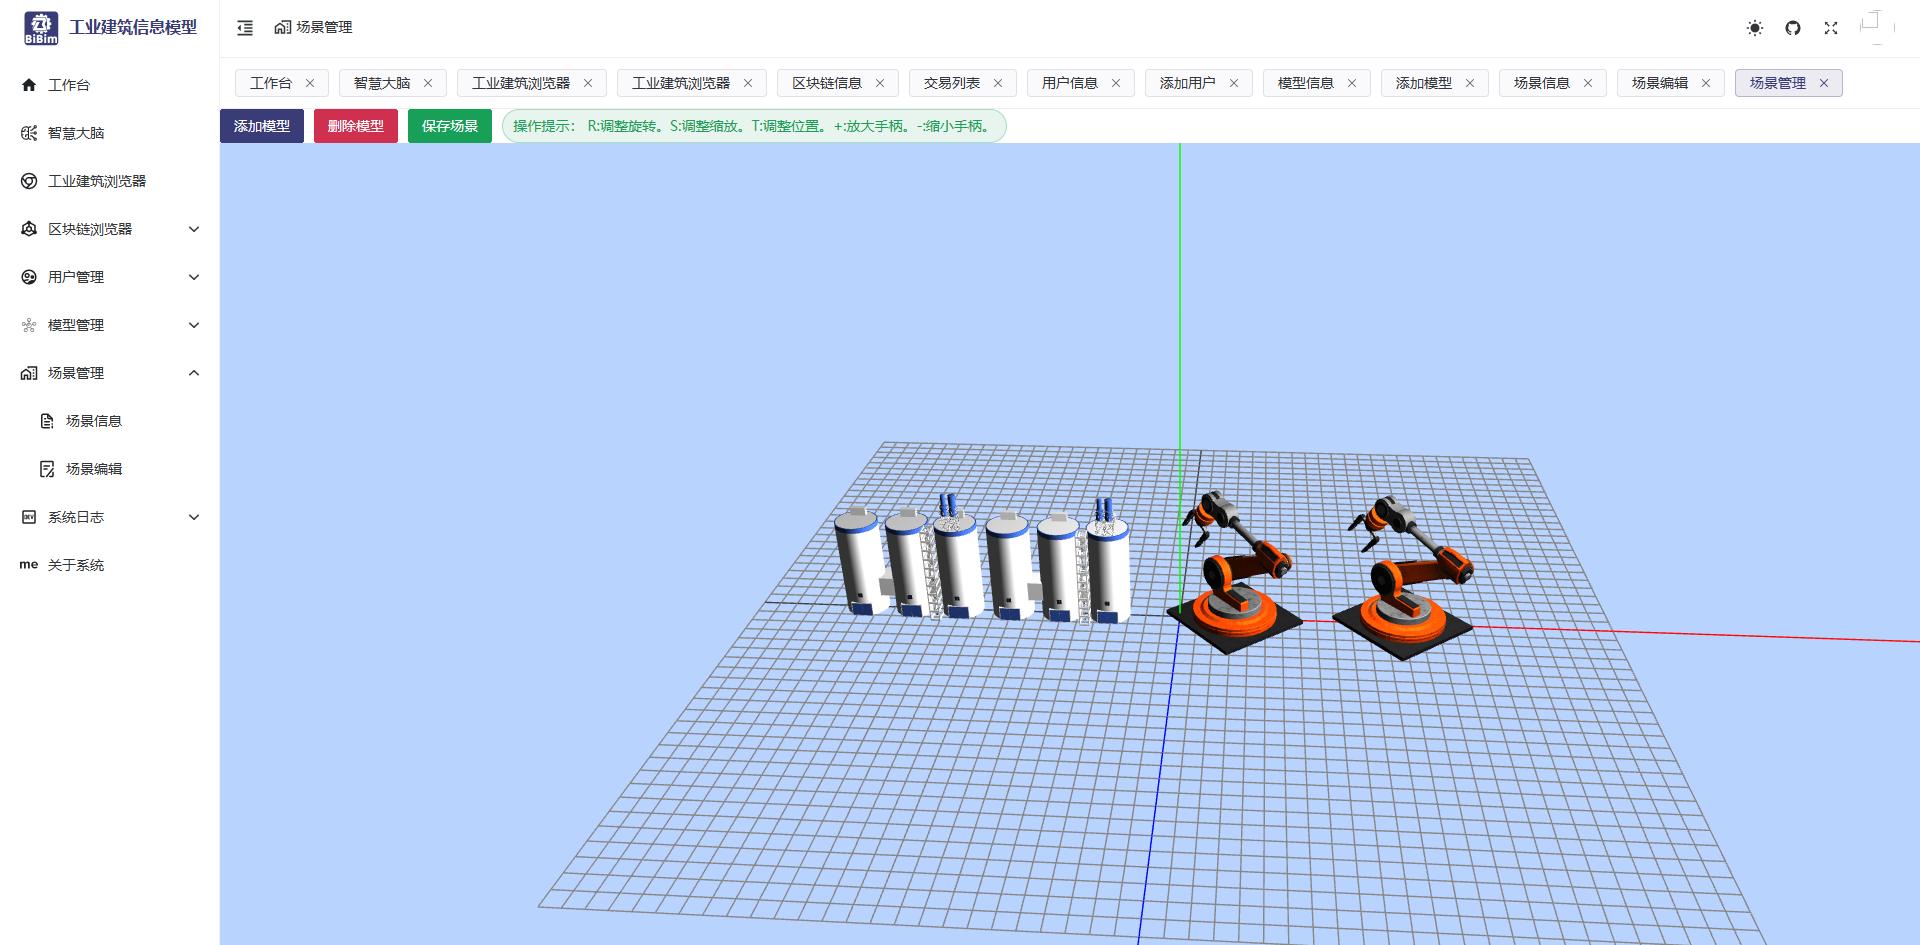 BiBim
工业建筑信息模型
场景管理
工作台
智慧大脑
工业建筑浏览器
区块链浏览器
用户管理
模型管理
场景管理
场景信息
场景编辑
系统日志
me 关于系统
工作台 智慧大脑 工业建筑浏览器 工业建筑浏览器 区块链信息 交易列表 用户信息 添加用户 模型信息 添加模型 场景信息 场景编辑 场景管理
添加模型 删除模型 保存场景 操作提示： R:调整旋转。S:调整缩放。T:调整位置。+:放大手柄。-:缩小手柄。